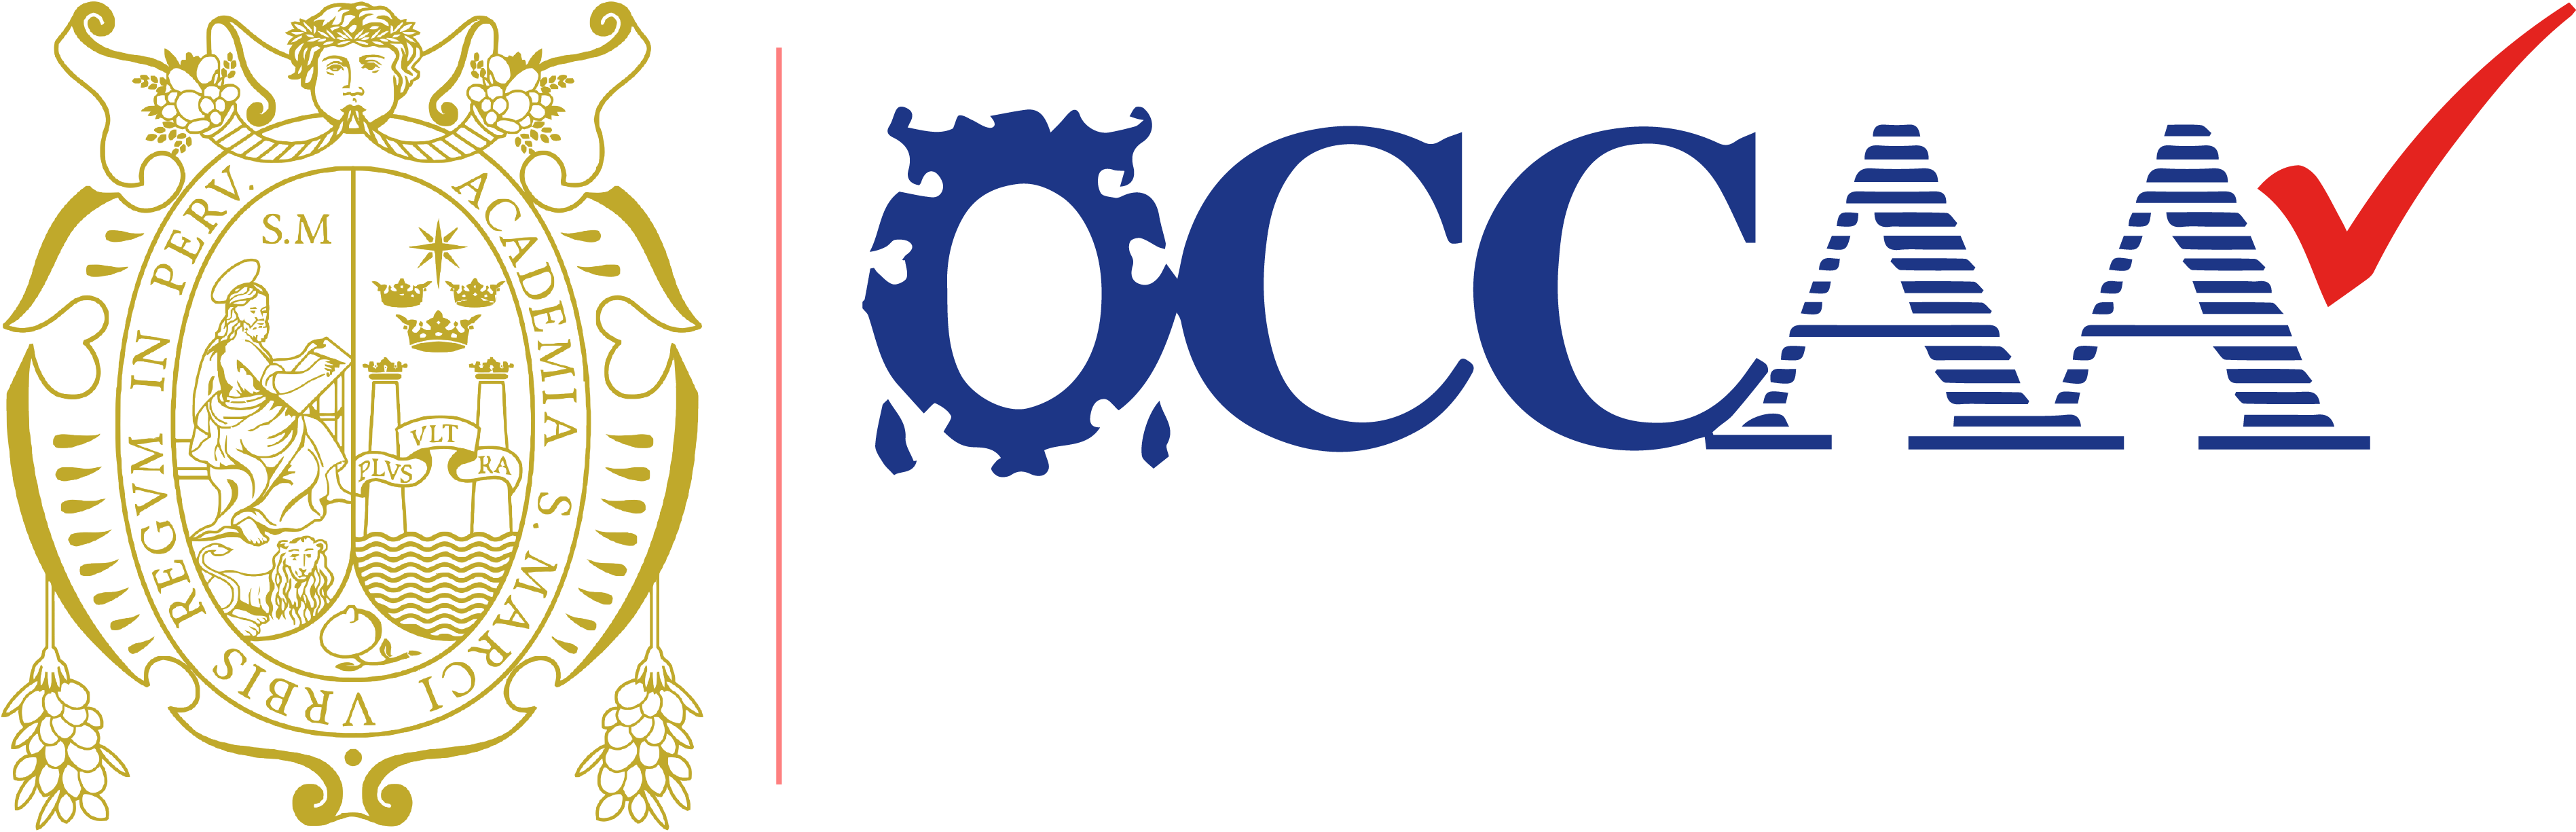 ACADEMIA S. MARCI VRBIS REGVM IN PERV.
S.M
PLVS VLT RA
OCCAA